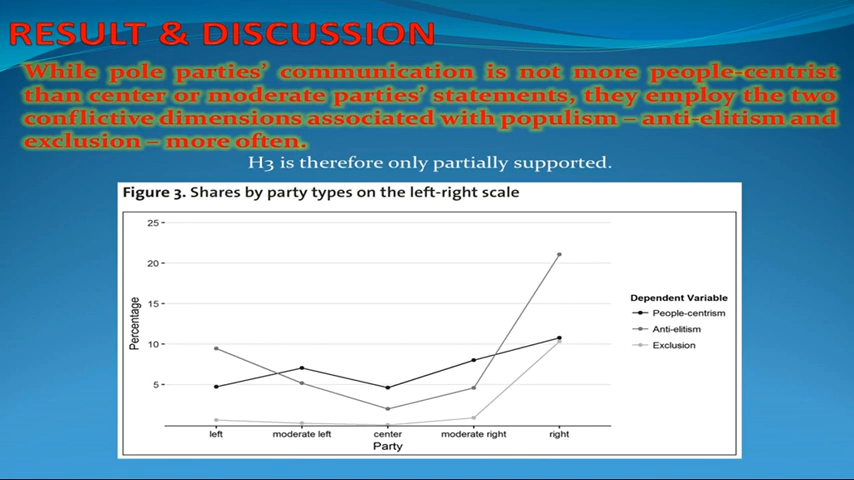 RESULT & DISCUSSION
While pole parties' communication is not more people-centrist
than center or moderate parties' statements, they employ the two
conflictive dimensions associated with populism – anti-elitism and
exclusion – more often.
H3 is therefore only partially supported.
Figure 3. Shares by party types on the left-right scale
25
20
15
10
5
Percentage
left moderate left center moderate right right
Party
Dependent Variable
People-centrism
Anti-elitism
Exclusion